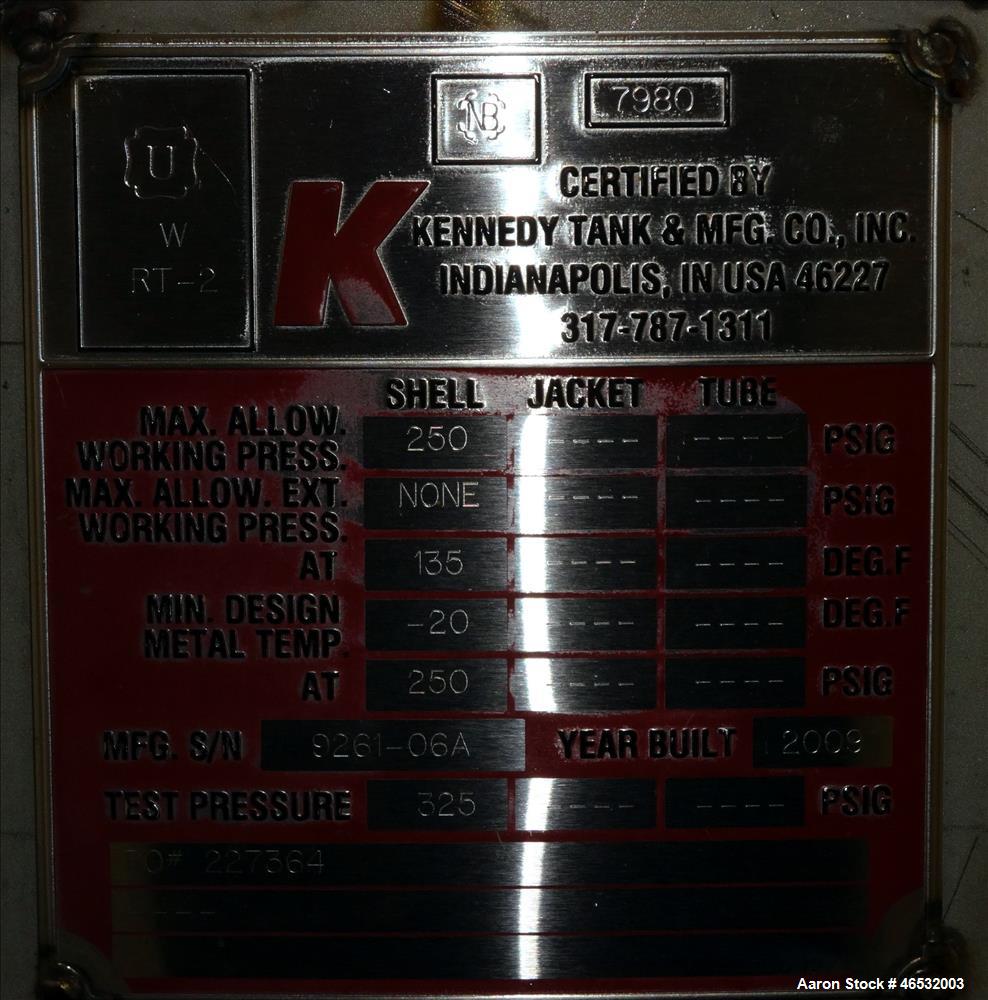 U
W
RT-2
NB
7980
K
CERTIFIED BY
KENNEDY TANK & MFG. CO., INC.
INDIANAPOLIS, IN USA 46227
317-787-1311
SHELL JACKET TUBE
MAX. ALLOW.
WORKING PRESS. 250 ---- ---- PSIG
MAX. ALLOW. EXT.
WORKING PRESS. NONE ---- ---- PSIG
AT 135 ---- ---- DEG.F
MIN. DESIGN
METAL TEMP. -20 ---- ---- DEG.F
AT 250 ---- ---- PSIG
MFG. S/N 9261-06A YEAR BUILT 2009
TEST PRESSURE 325 ---- ---- PSIG
227364
----
Aaron Stock # 46532003